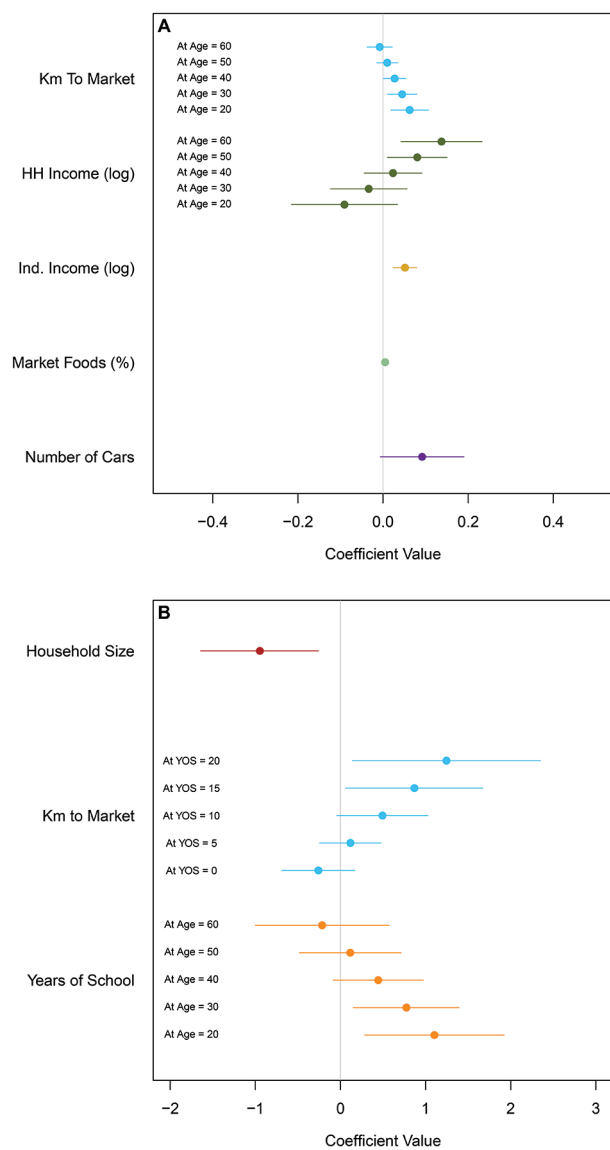 A
At Age = 60
At Age = 50
Km To Market
At Age = 40
At Age = 30
At Age = 20
At Age = 60
At Age = 50
HH Income (log)
At Age = 40
At Age = 30
At Age = 20
Ind. Income (log)
Market Foods (%)
Number of Cars
−0.4 −0.2 0.0 0.2 0.4
Coefficient Value
B
Household Size
At YOS = 20
At YOS = 15
Km to Market
At YOS = 10
At YOS = 5
At YOS = 0
At Age = 60
At Age = 50
Years of School
At Age = 40
At Age = 30
At Age = 20
−2 −1 0 1 2 3
Coefficient Value